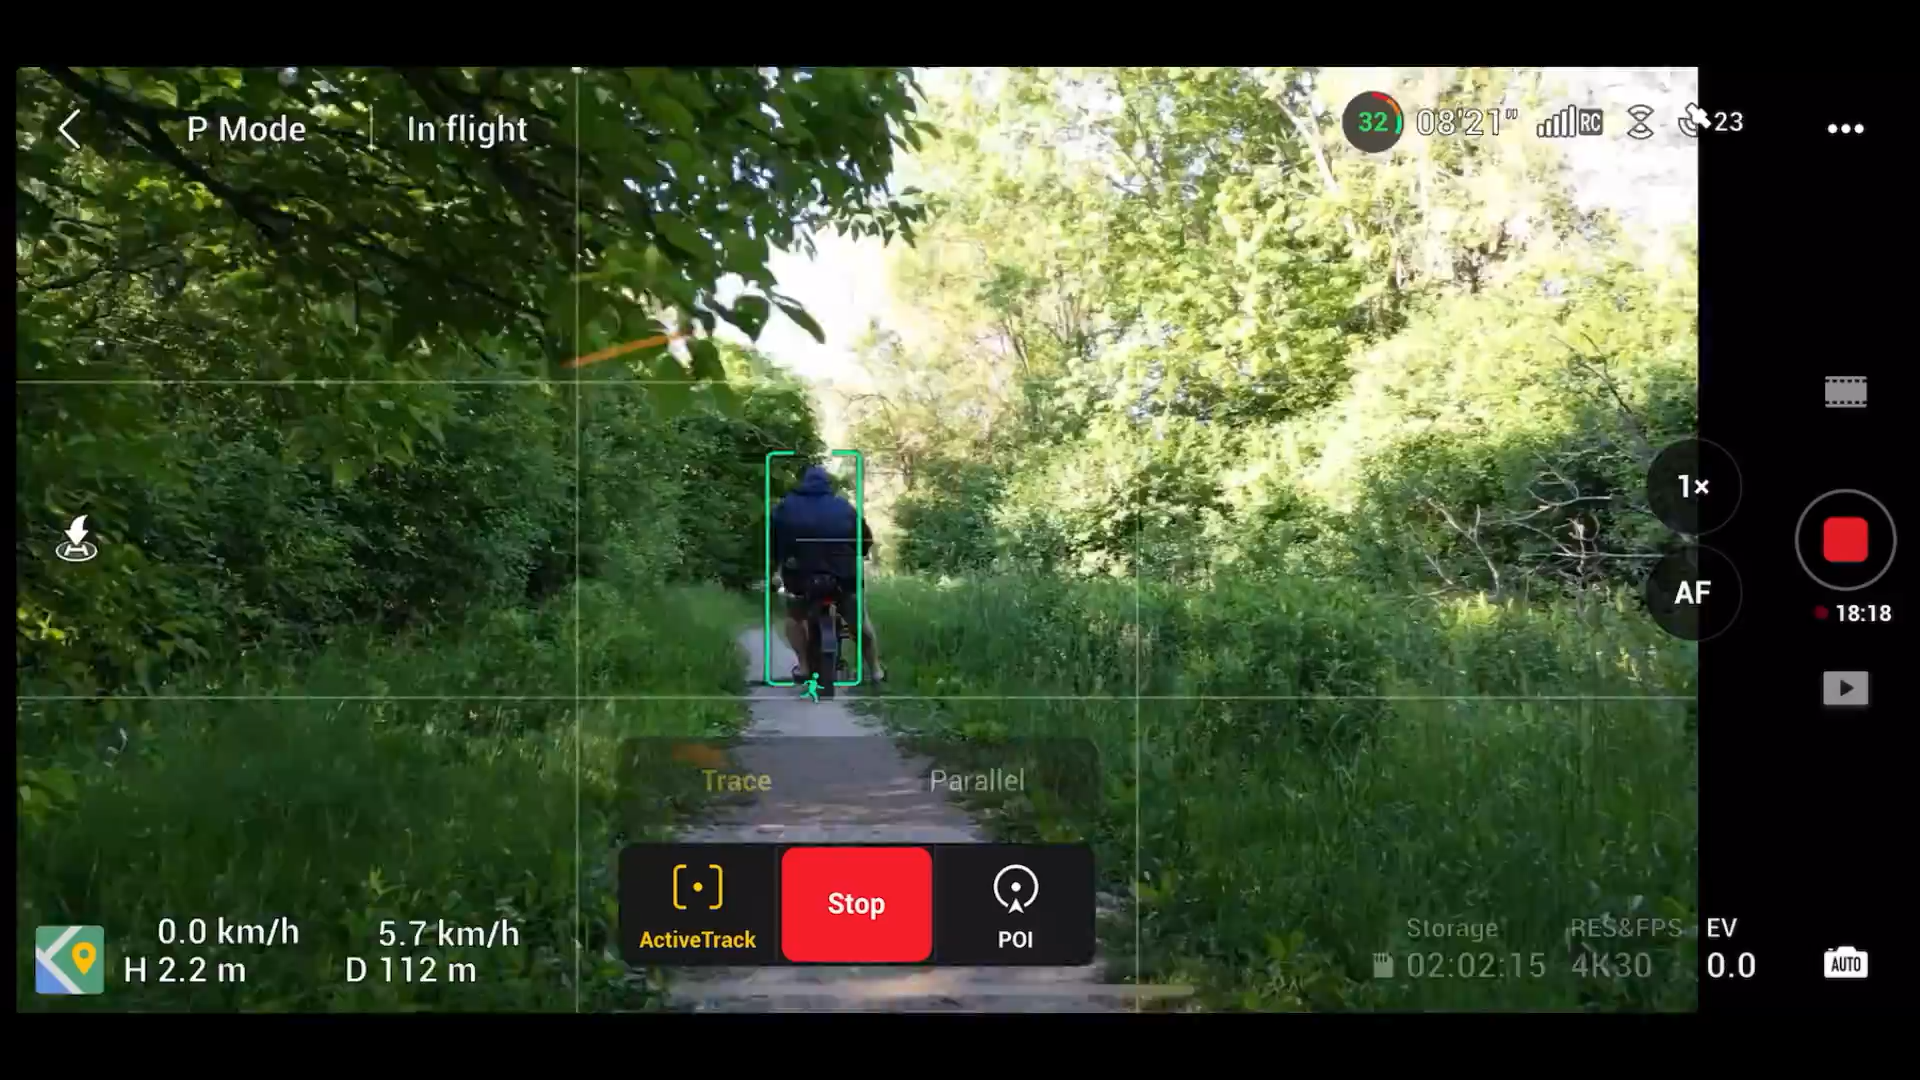 P Mode
In flight
32
08'21"
RC
23
1×
AF
18:18
Trace
Parallel
ActiveTrack
Stop
POI
0.0 km/h
5.7 km/h
H 2.2 m
D 112 m
Storage
RES&FPS
EV
02:02:15
4K30
0.0
AUTO